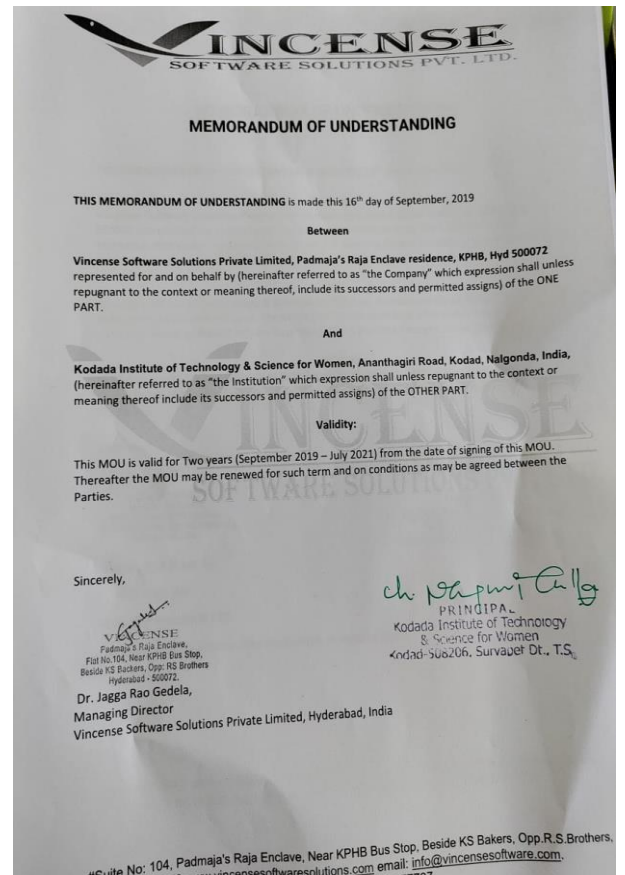 VINCENSE
SOFTWARE SOLUTIONS PVT. LTD.
MEMORANDUM OF UNDERSTANDING
THIS MEMORANDUM OF UNDERSTANDING is made this 16th day of September, 2019
Between
Vincense Software Solutions Private Limited, Padmaja's Raja Enclave residence, KPHB, Hyd 500072
represented for and on behalf by (hereinafter referred to as "the Company" which expression shall unless
repugnant to the context or meaning thereof, include its successors and permitted assigns) of the ONE
PART.
And
Kodada Institute of Technology & Science for Women, Ananthagiri Road, Kodad, Nalgonda, India,
(hereinafter referred to as "the Institution" which expression shall unless repugnant to the context or
meaning thereof include its successors and permitted assigns) of the OTHER PART.
VINCENSE
Validity:
This MOU is valid for Two years (September 2019 – July 2021) from the date of signing of this MOU.
Thereafter the MOU may be renewed for such term and on conditions as may be agreed between the
SOFTWARE SOLUTIONS
Parties.
Sincerely,
VINCENSE
Padmaja's Raja Enclave,
Flat No.104, Near KPHB Bus Stop,
Beside KS Backers, Opp: RS Brothers
Hyderabad - 500072.
Dr. Jagga Rao Gedela,
Managing Director
Vincense Software Solutions Private Limited, Hyderabad, India
PRINCIPAL
Kodada Institute of Technology
& Science for Women
Kodad-508206, Survapet Dt., T.S.
#Suite No: 104, Padmaja's Raja Enclave, Near KPHB Bus Stop, Beside KS Bakers, Opp.R.S.Brothers,
email: info@vincensesoftware.com.